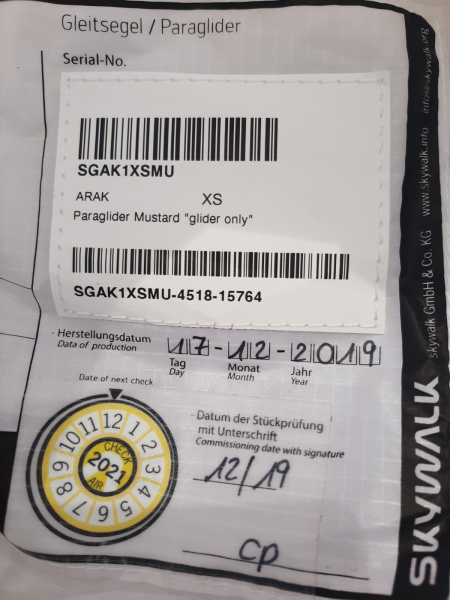 Gleitsegel / Paraglider
Serial-No.
SGAK1XSMU
ARAK XS
Paraglider Mustard "glider only"
SGAK1XSMU-4518-15764
Herstellungsdatum
Data of production
17-12-2019
Tag Monat Jahr
Day Month Year
Date of next check
11 12 1 2 3 4 5 6 7 8 9 10
CHECK
2021
AIR
- Datum der Stückprüfung
mit Unterschrift
Commissioning date with signature
12/19
CP
SKYWALK
skywalk GmbH & Co. KG www.skywalk.info info@skywalk.org